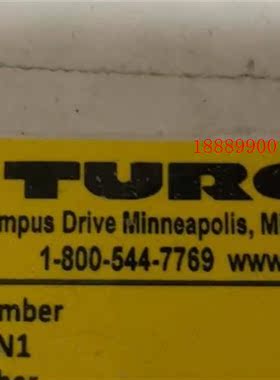 18889900
TURC
mpus Drive Minneapolis, M
1-800-544-7769 www.
mber
N1